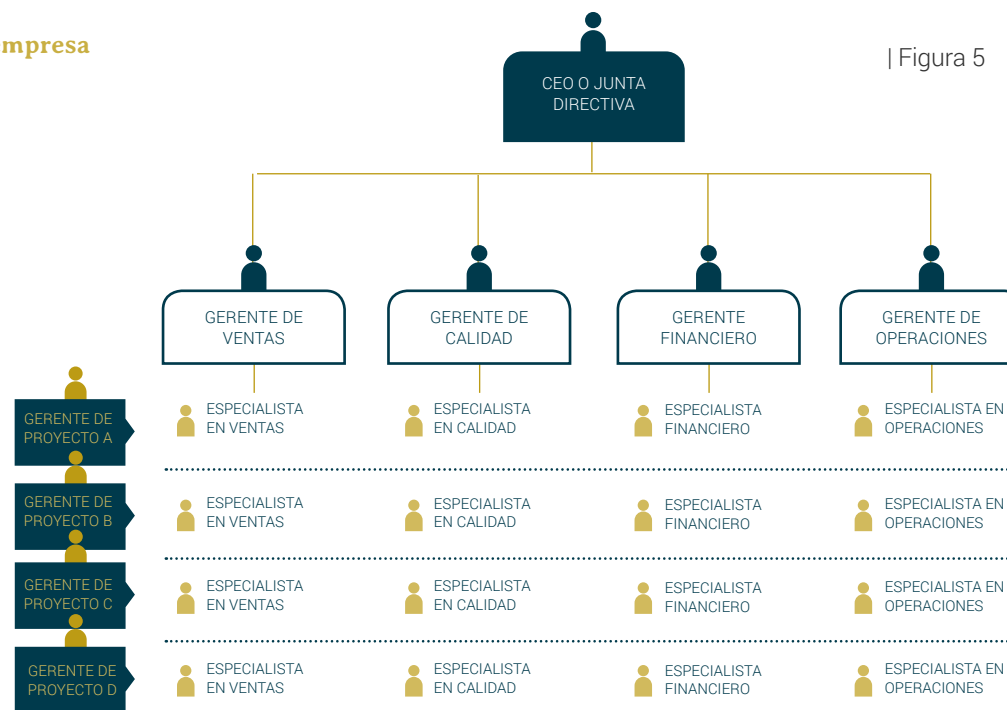 mpresa
| Figura 5
CEO O JUNTA
DIRECTIVA
GERENTE DE
VENTAS
GERENTE DE
CALIDAD
GERENTE
FINANCIERO
GERENTE DE
OPERACIONES
GERENTE DE
PROYECTO A
ESPECIALISTA
EN VENTAS
ESPECIALISTA
EN CALIDAD
ESPECIALISTA
FINANCIERO
ESPECIALISTA EN
OPERACIONES
GERENTE DE
PROYECTO B
ESPECIALISTA
EN VENTAS
ESPECIALISTA
EN CALIDAD
ESPECIALISTA
FINANCIERO
ESPECIALISTA EN
OPERACIONES
GERENTE DE
PROYECTO C
ESPECIALISTA
EN VENTAS
ESPECIALISTA
EN CALIDAD
ESPECIALISTA
FINANCIERO
ESPECIALISTA EN
OPERACIONES
GERENTE DE
PROYECTO D
ESPECIALISTA
EN VENTAS
ESPECIALISTA
EN CALIDAD
ESPECIALISTA
FINANCIERO
ESPECIALISTA EN
OPERACIONES